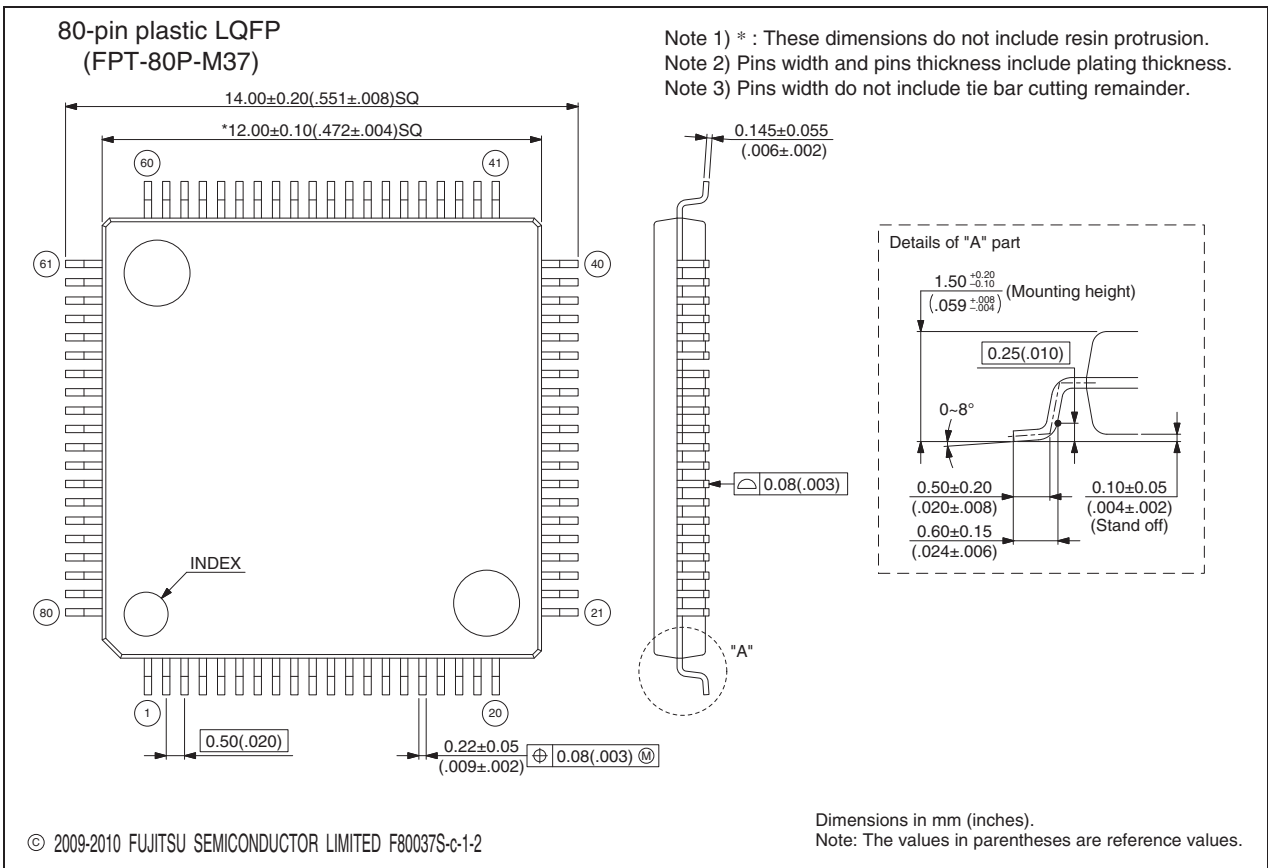 80-pin plastic LQFP
(FPT-80P-M37)
Note 1) * : These dimensions do not include resin protrusion.
Note 2) Pins width and pins thickness include plating thickness.
Note 3) Pins width do not include tie bar cutting remainder.
14.00±0.20(.551±.008)SQ
*12.00±0.10(.472±.004)SQ
0.145±0.055
(.006±.002)
60
41
61
40
Details of "A" part
1.50 +0.20 −0.10
(.059 +.008 −.004)
(Mounting height)
0.25(.010)
0~8°
0.08(.003)
0.50±0.20
(.020±.008)
0.60±0.15
(.024±.006)
0.10±0.05
(.004±.002)
(Stand off)
INDEX
80
21
"A"
1
20
0.50(.020)
0.22±0.05
(.009±.002)
⌖ 0.08(.003) Ⓜ
© 2009-2010 FUJITSU SEMICONDUCTOR LIMITED F80037S-c-1-2
Dimensions in mm (inches).
Note: The values in parentheses are reference values.